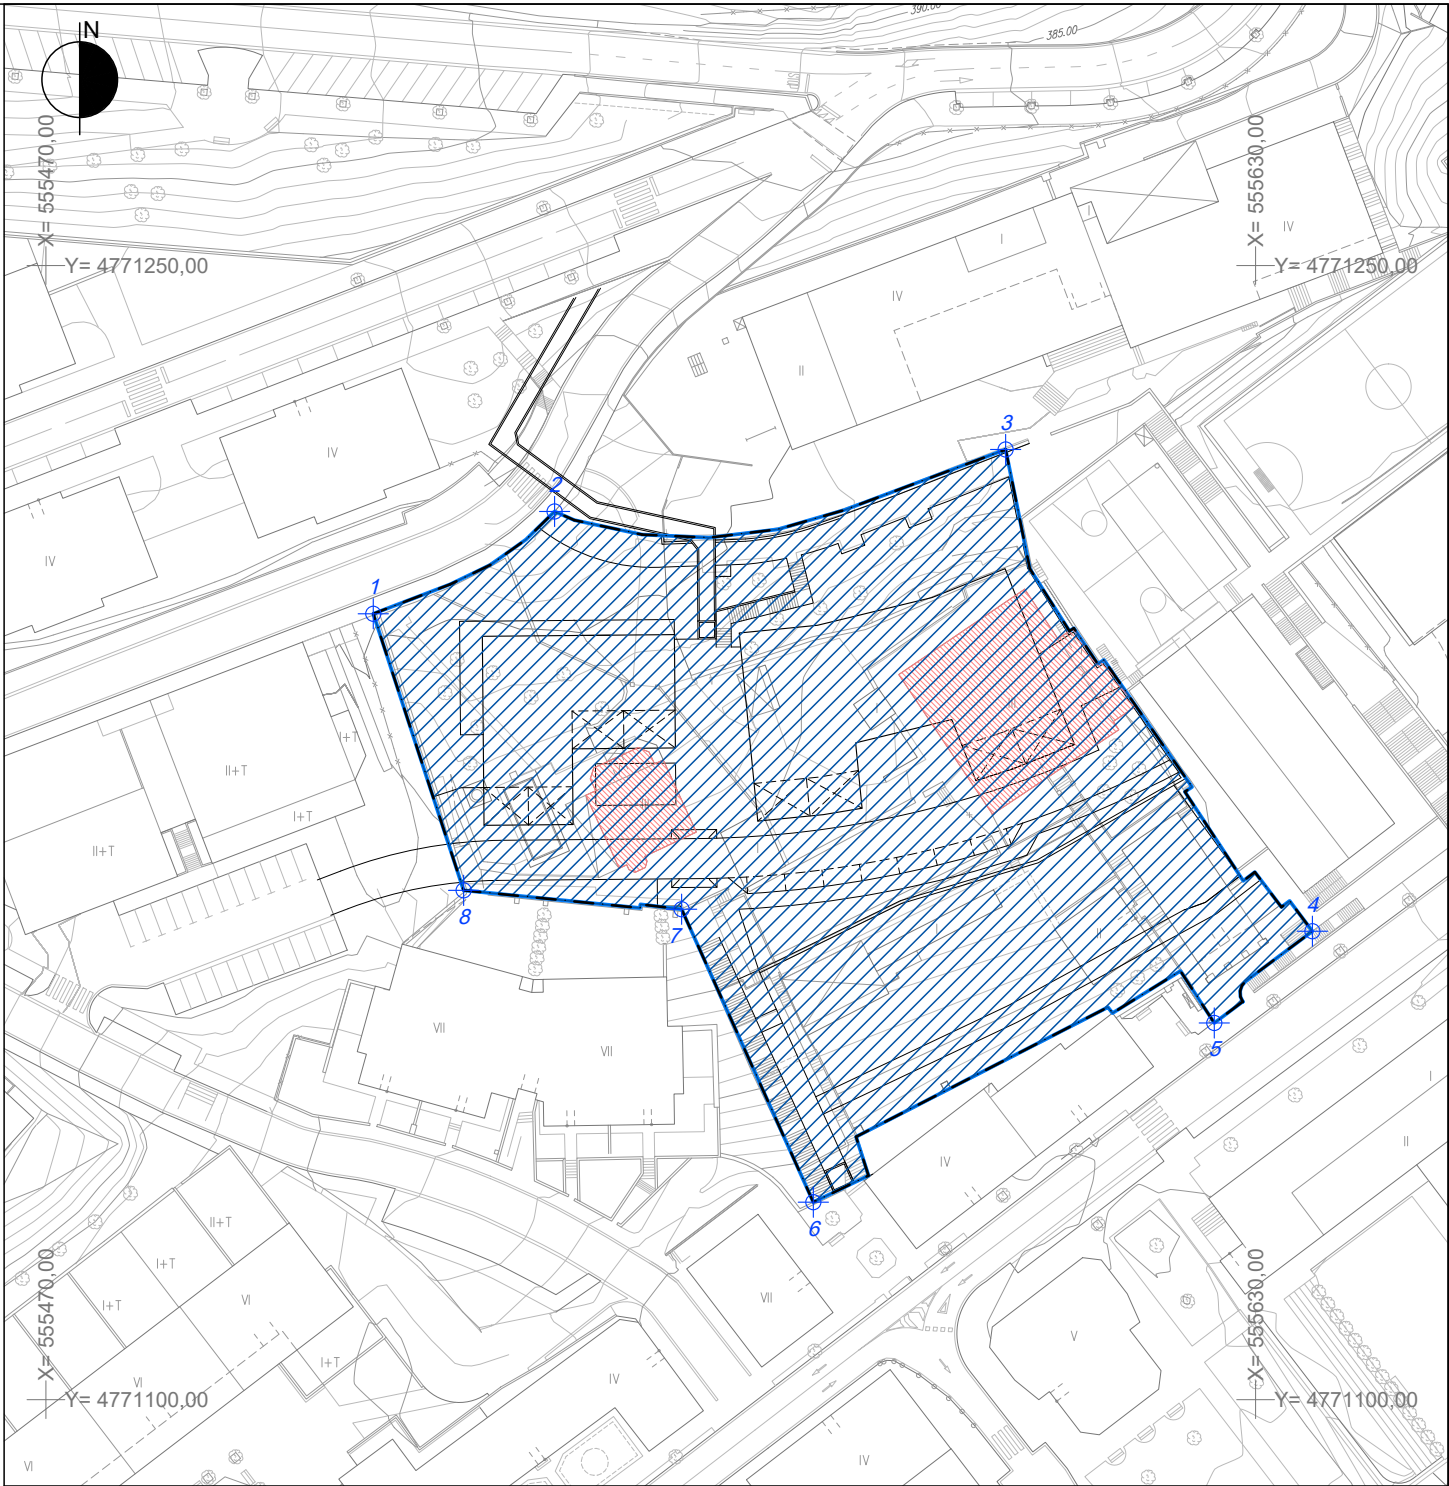 N
390.00
385.00
X= 555470,00
X= 555630,00
I
IV
I
Y= 4771250,00
Y= 4771250,00
IV
II
3
IV
2
IV
1
III
I+T
II+T
I+T
II+T
8
7
4
II
5
VII
VII
I
II
IV
6
II+T
I+T
VI
I+T
I+T
VII
V
X= 555470,00
X= 555630,00
IV
VI
Y= 4771100,00
Y= 4771100,00
VI
IV